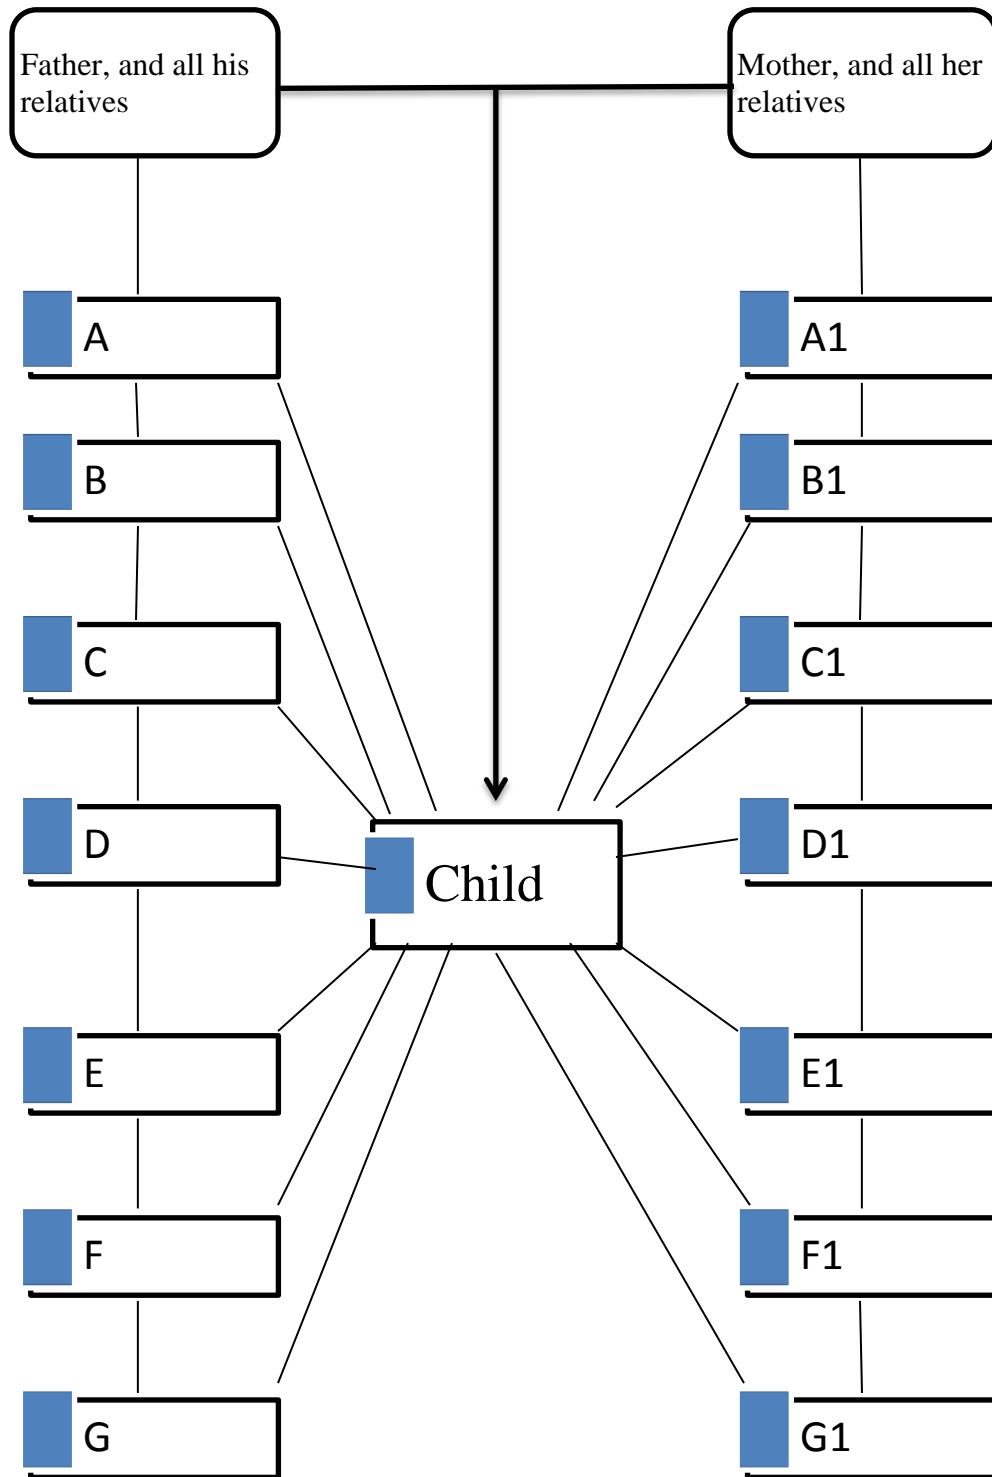 Father, and all his
relatives
Mother, and all her
relatives
A
A1
B
B1
C
C1
D
D1
Child
E
E1
F
F1
G
G1